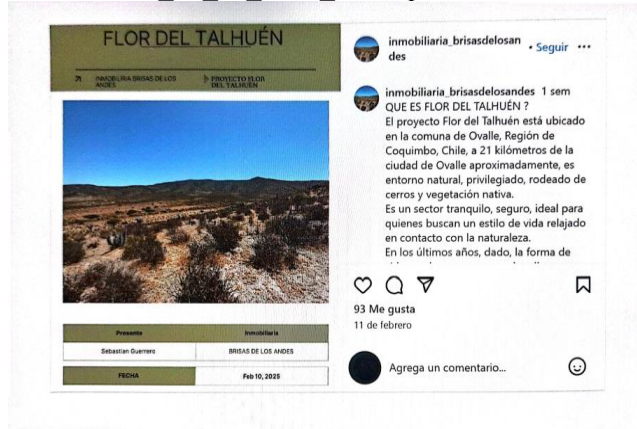 FLOR DEL TALHUÉN
INMOBILIRIA BRISAS DE LOS
ANDES
PROYECTO FLOR
DEL TALHUÉN
Presenta
Inmobiliaria
Sebastian Guerrero
BRISAS DE LOS ANDES
FECHA
Feb 10, 2025
inmobiliaria_brisasdelosan
des
• Seguir
inmobiliaria_brisasdelosandes 1 sem
QUE ES FLOR DEL TALHUÉN ?
El proyecto Flor del Talhuén está ubicado
en la comuna de Ovalle, Región de
Coquimbo, Chile, a 21 kilómetros de la
ciudad de Ovalle aproximadamente, es
entorno natural, privilegiado, rodeado de
cerros y vegetación nativa.
Es un sector tranquilo, seguro, ideal para
quienes buscan un estilo de vida relajado
en contacto con la naturaleza.
En los últimos años, dado, la forma de
93 Me gusta
11 de febrero
Agrega un comentario...